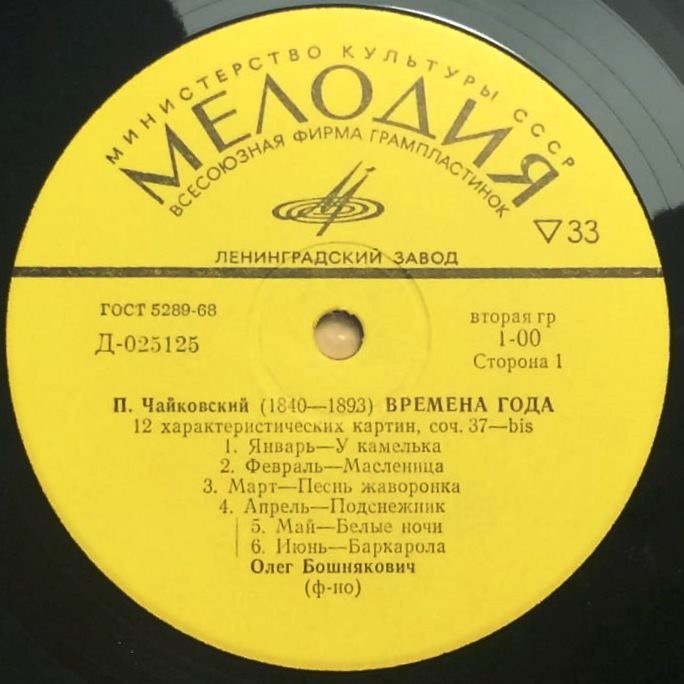 МИНИСТЕРСТВО КУЛЬТУРЫ СССР
МЕЛОДИЯ
ВСЕСОЮЗНАЯ ФИРМА ГРАМПЛАСТИНОК
▽33
ЛЕНИНГРАДСКИЙ ЗАВОД
ГОСТ 5289-68
Д-025125
вторая гр
1-00
Сторона 1
П. Чайковский (1840—1893) ВРЕМЕНА ГОДА
12 характеристических картин, соч. 37—bis
1. Январь—У камелька
2. Февраль—Масленица
3. Март—Песнь жаворонка
4. Апрель—Подснежник
5. Май—Белые ночи
6. Июнь—Баркарола
Олег Бошнякович
(ф-но)